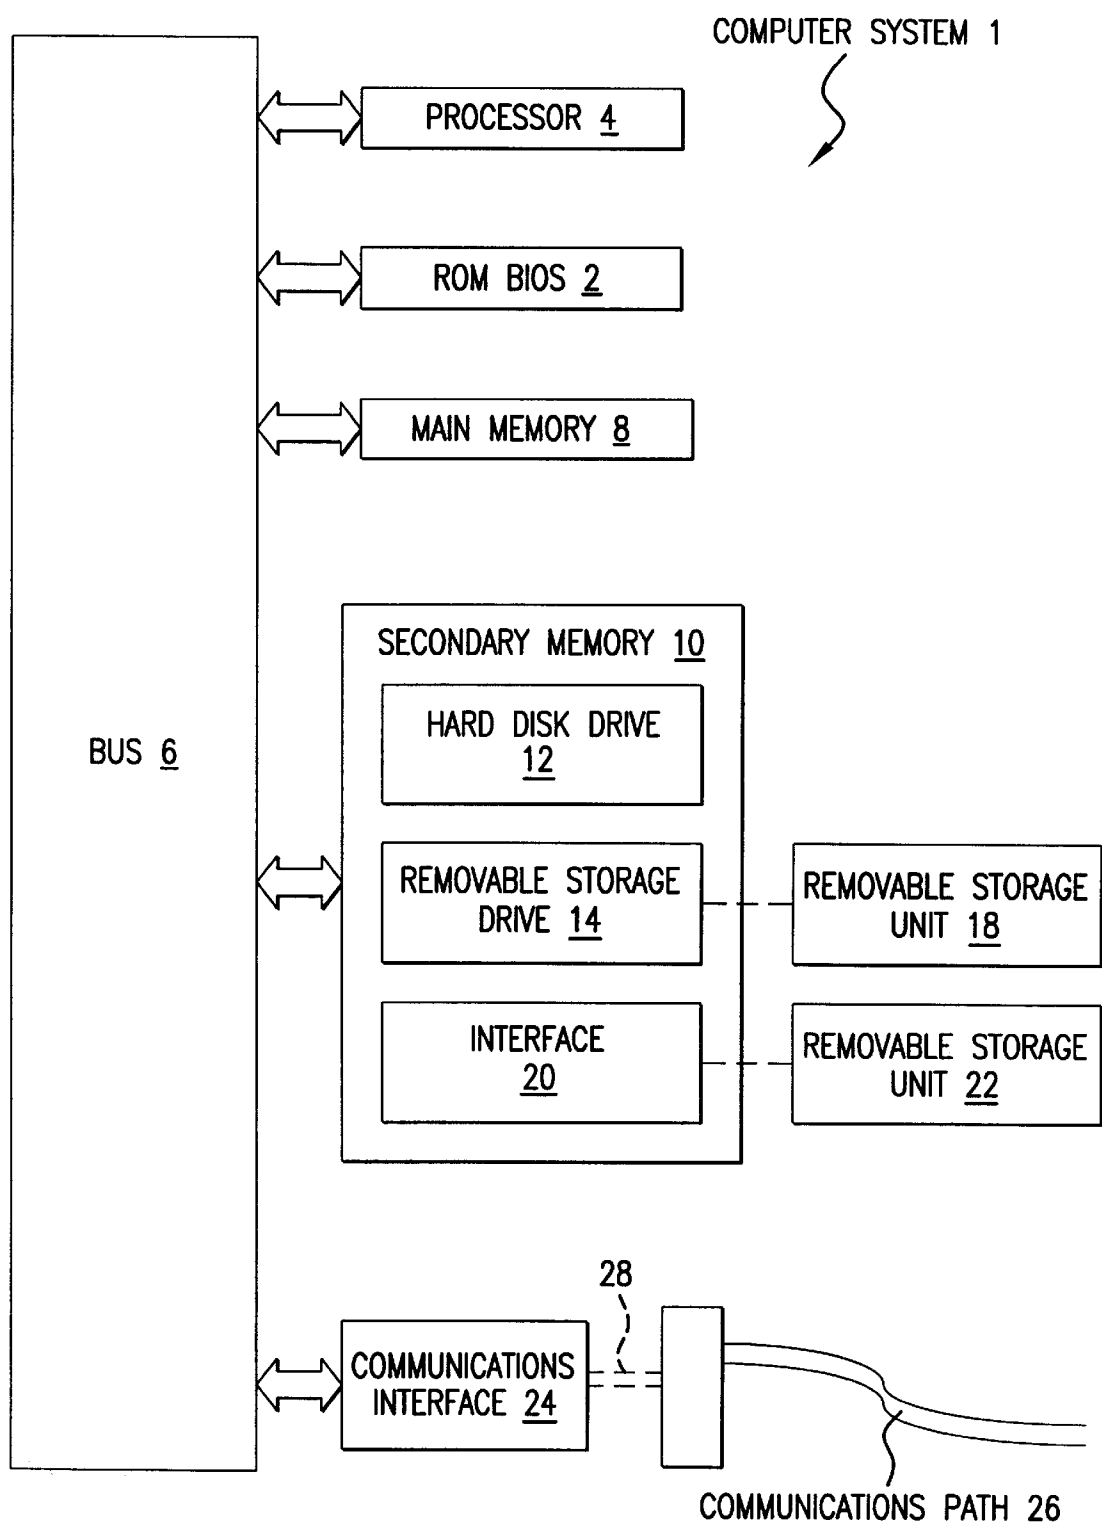 COMPUTER SYSTEM 1
PROCESSOR 4
ROM BIOS 2
MAIN MEMORY 8
SECONDARY MEMORY 10
HARD DISK DRIVE
12
BUS 6
REMOVABLE STORAGE
DRIVE 14
REMOVABLE STORAGE
UNIT 18
INTERFACE
20
REMOVABLE STORAGE
UNIT 22
28
COMMUNICATIONS
INTERFACE 24
COMMUNICATIONS PATH 26